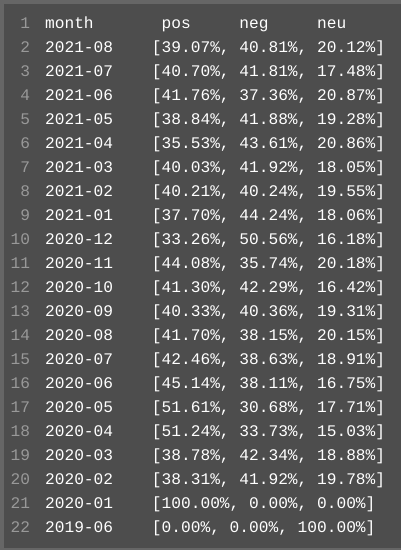 1 month pos neg neu
2 2021-08 [39.07%, 40.81%, 20.12%]
3 2021-07 [40.70%, 41.81%, 17.48%]
4 2021-06 [41.76%, 37.36%, 20.87%]
5 2021-05 [38.84%, 41.88%, 19.28%]
6 2021-04 [35.53%, 43.61%, 20.86%]
7 2021-03 [40.03%, 41.92%, 18.05%]
8 2021-02 [40.21%, 40.24%, 19.55%]
9 2021-01 [37.70%, 44.24%, 18.06%]
10 2020-12 [33.26%, 50.56%, 16.18%]
11 2020-11 [44.08%, 35.74%, 20.18%]
12 2020-10 [41.30%, 42.29%, 16.42%]
13 2020-09 [40.33%, 40.36%, 19.31%]
14 2020-08 [41.70%, 38.15%, 20.15%]
15 2020-07 [42.46%, 38.63%, 18.91%]
16 2020-06 [45.14%, 38.11%, 16.75%]
17 2020-05 [51.61%, 30.68%, 17.71%]
18 2020-04 [51.24%, 33.73%, 15.03%]
19 2020-03 [38.78%, 42.34%, 18.88%]
20 2020-02 [38.31%, 41.92%, 19.78%]
21 2020-01 [100.00%, 0.00%, 0.00%]
22 2019-06 [0.00%, 0.00%, 100.00%]